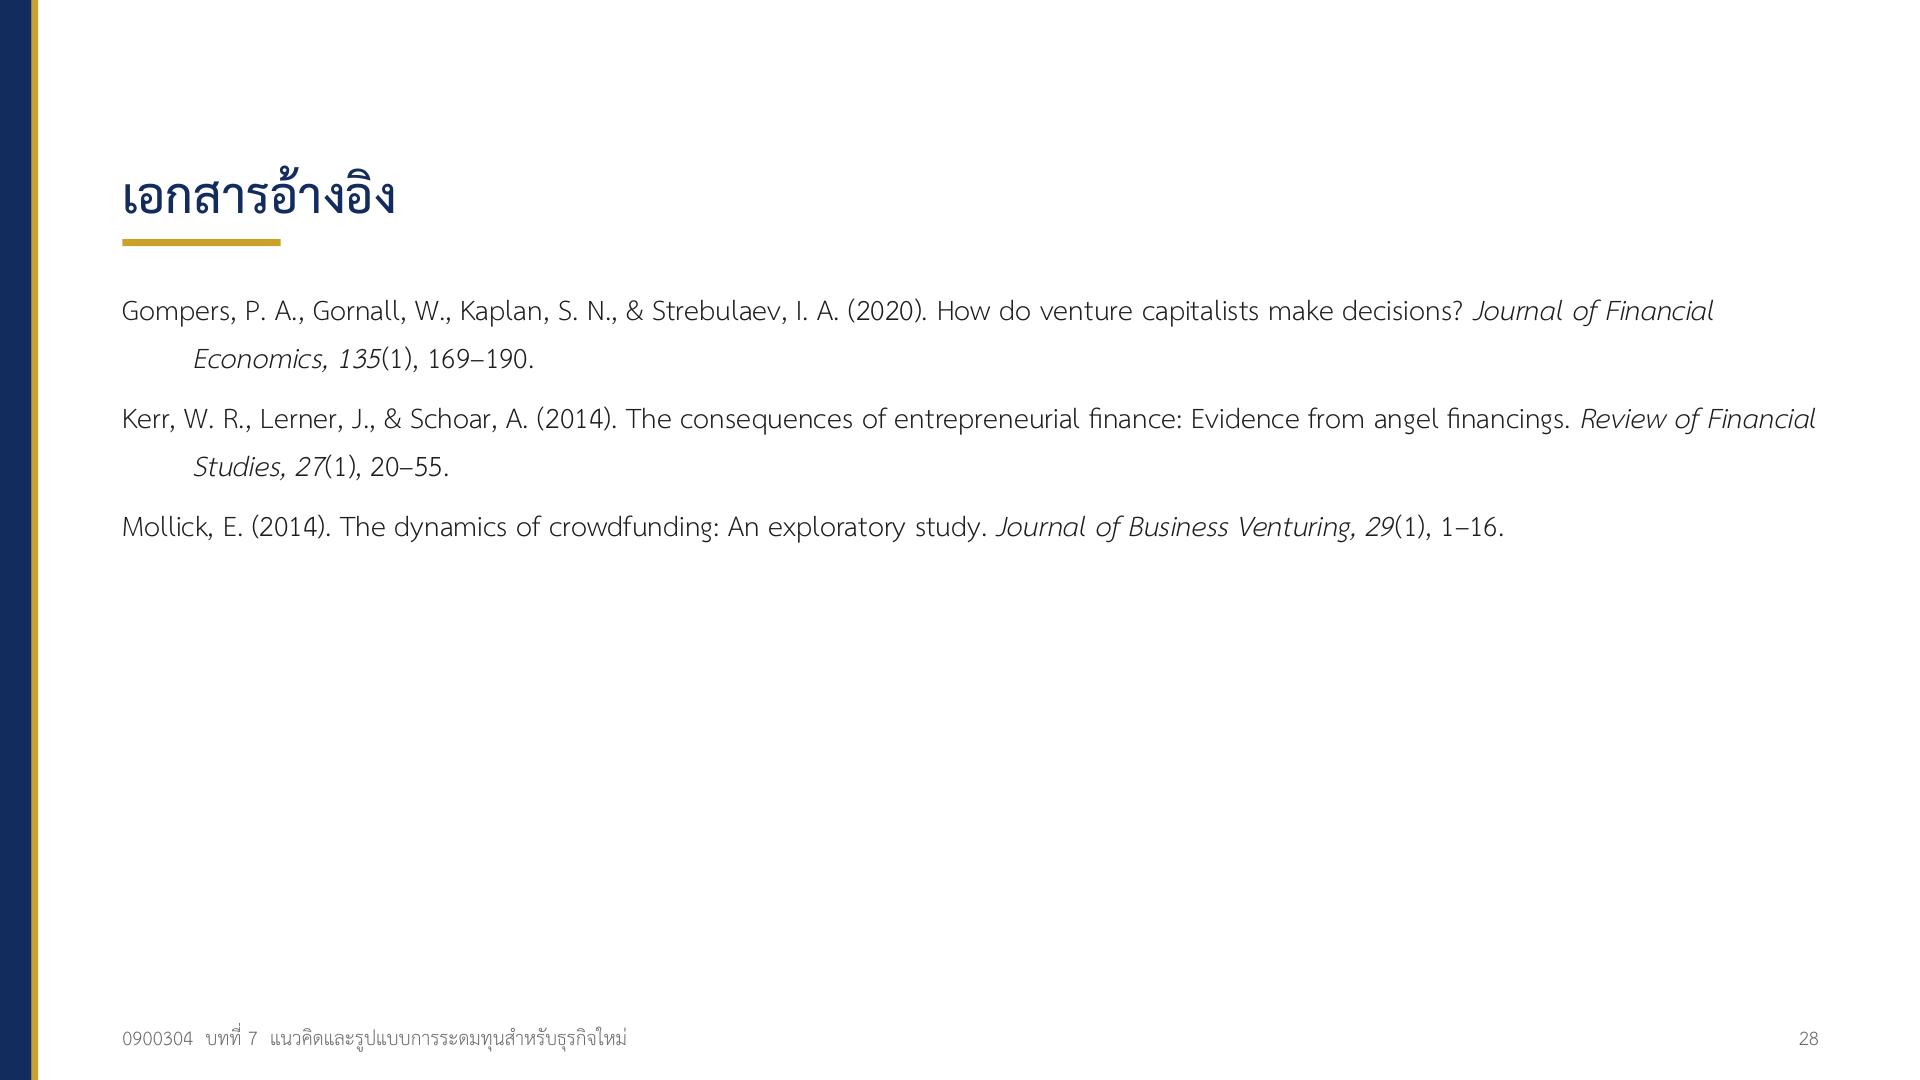 เอกสารอ้างอิง
Gompers, P. A., Gornall, W., Kaplan, S. N., & Strebulaev, I. A. (2020). How do venture capitalists make decisions? Journal of Financial
Economics, 135(1), 169–190.
Kerr, W. R., Lerner, J., & Schoar, A. (2014). The consequences of entrepreneurial finance: Evidence from angel financings. Review of Financial
Studies, 27(1), 20–55.
Mollick, E. (2014). The dynamics of crowdfunding: An exploratory study. Journal of Business Venturing, 29(1), 1–16.
0900304 บทที่ 7 แนวคิดและรูปแบบการระดมทุนสำหรับธุรกิจใหม่
28